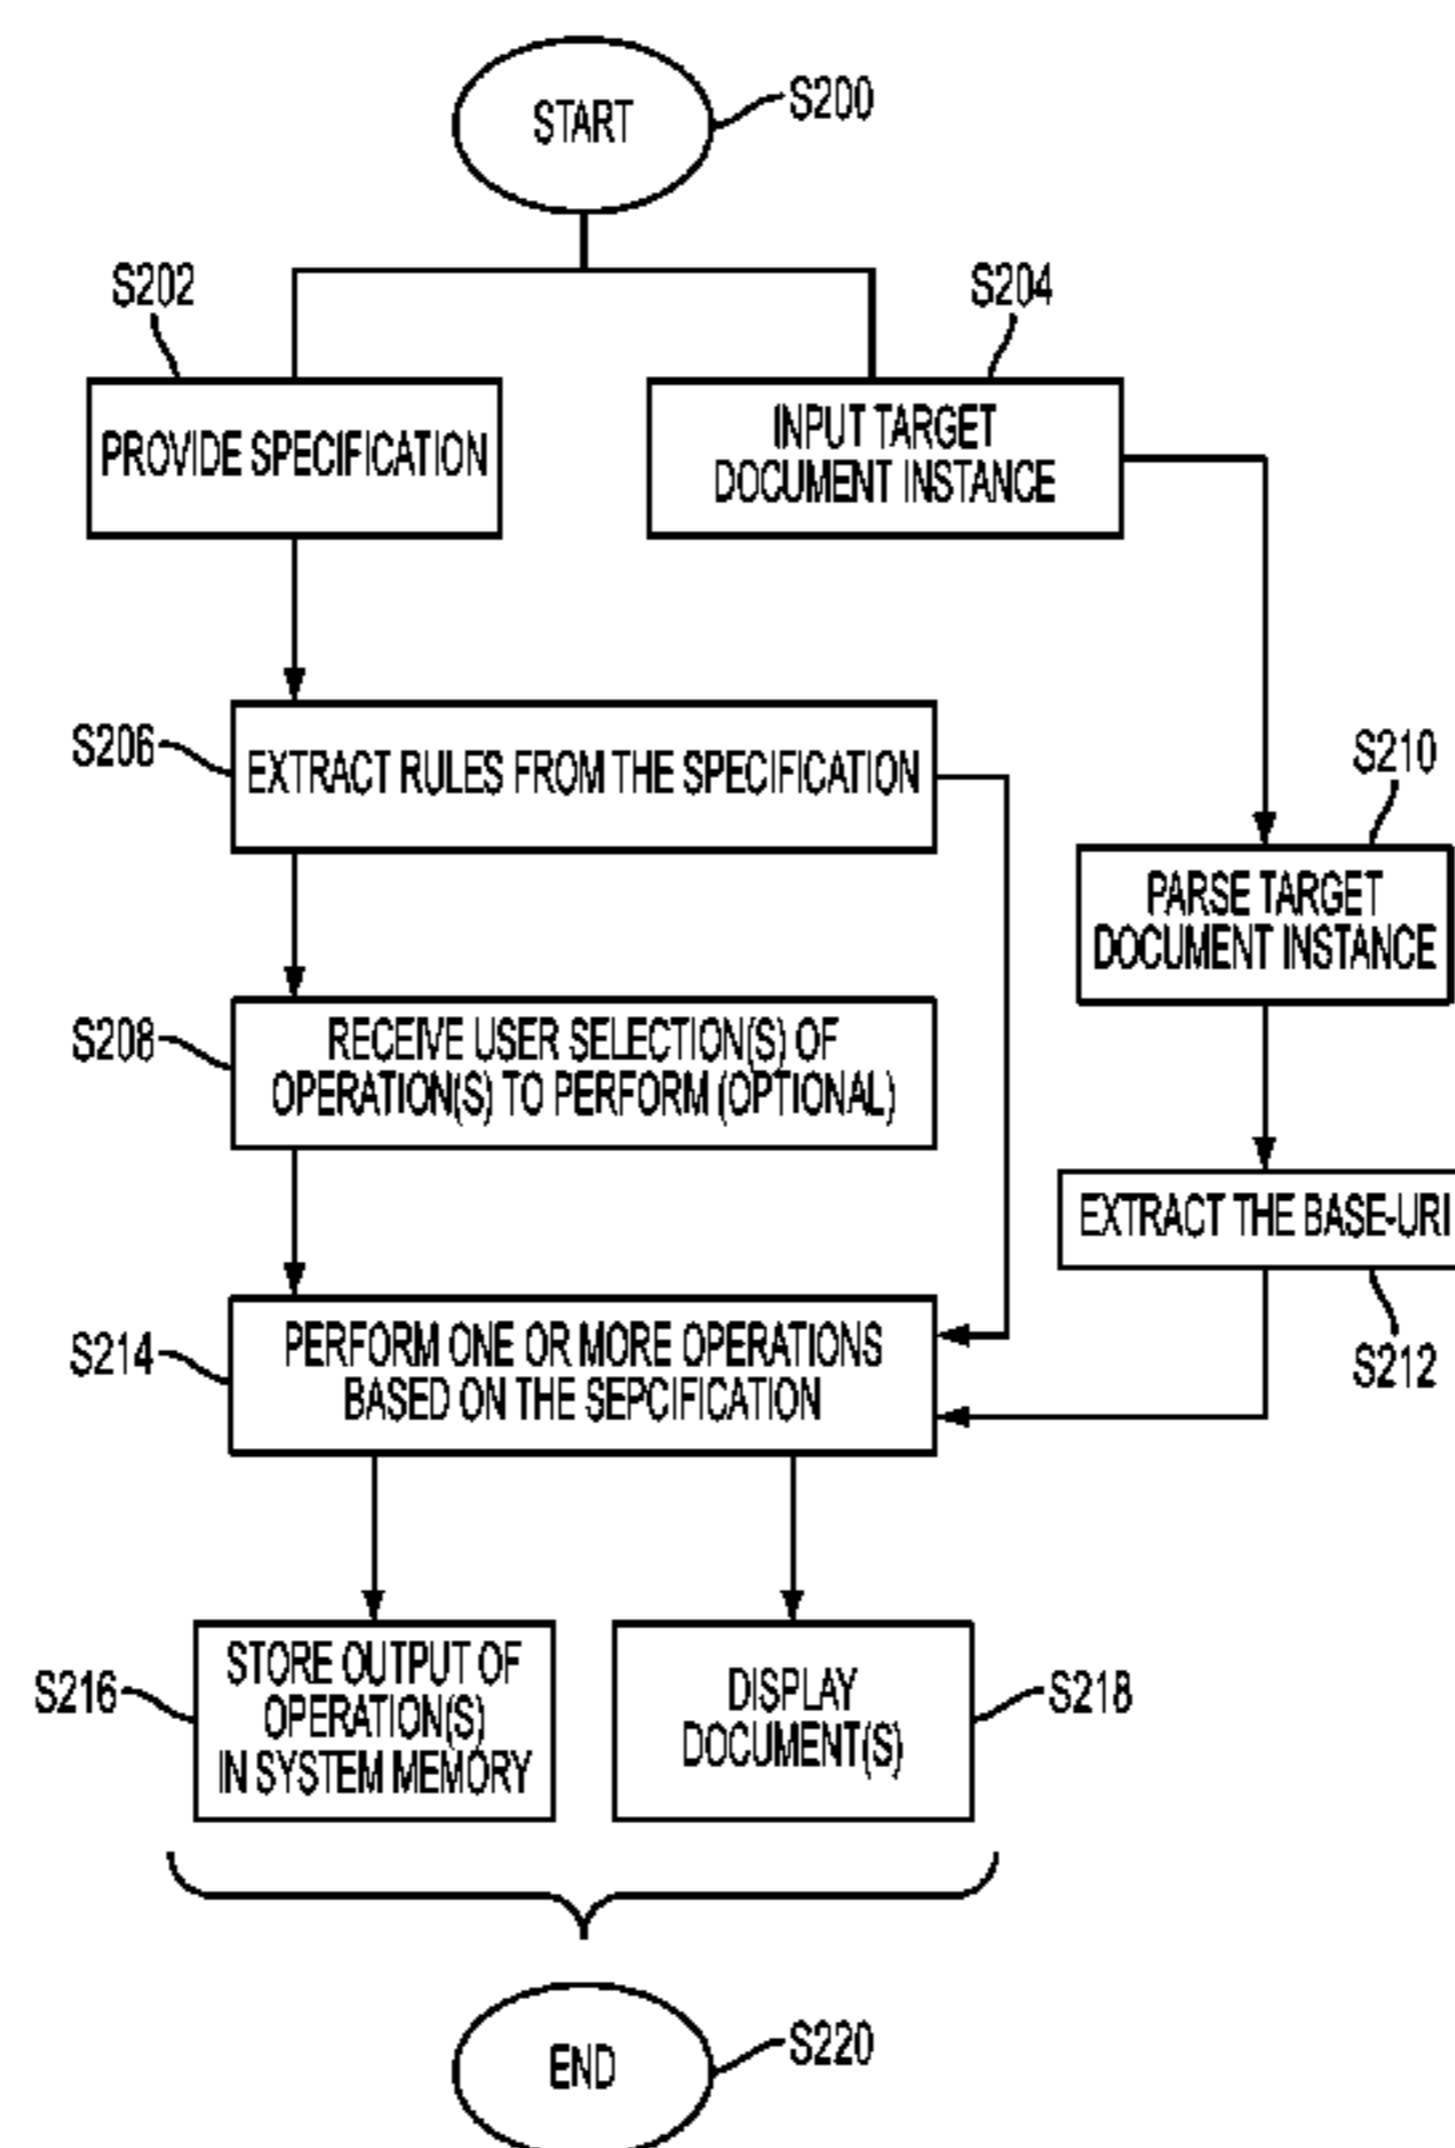 START
S200
S202
S204
PROVIDE SPECIFICATION
INPUT TARGET
DOCUMENT INSTANCE
S206
EXTRACT RULES FROM THE SPECIFICATION
S210
PARSE TARGET
DOCUMENT INSTANCE
S208
RECEIVE USER SELECTION(S) OF
OPERATION(S) TO PERFORM (OPTIONAL)
EXTRACT THE BASE-URI
S212
S214
PERFORM ONE OR MORE OPERATIONS
BASED ON THE SEPCIFICATION
S216
STORE OUTPUT OF
OPERATION(S)
IN SYSTEM MEMORY
DISPLAY
DOCUMENT(S)
S218
END
S220